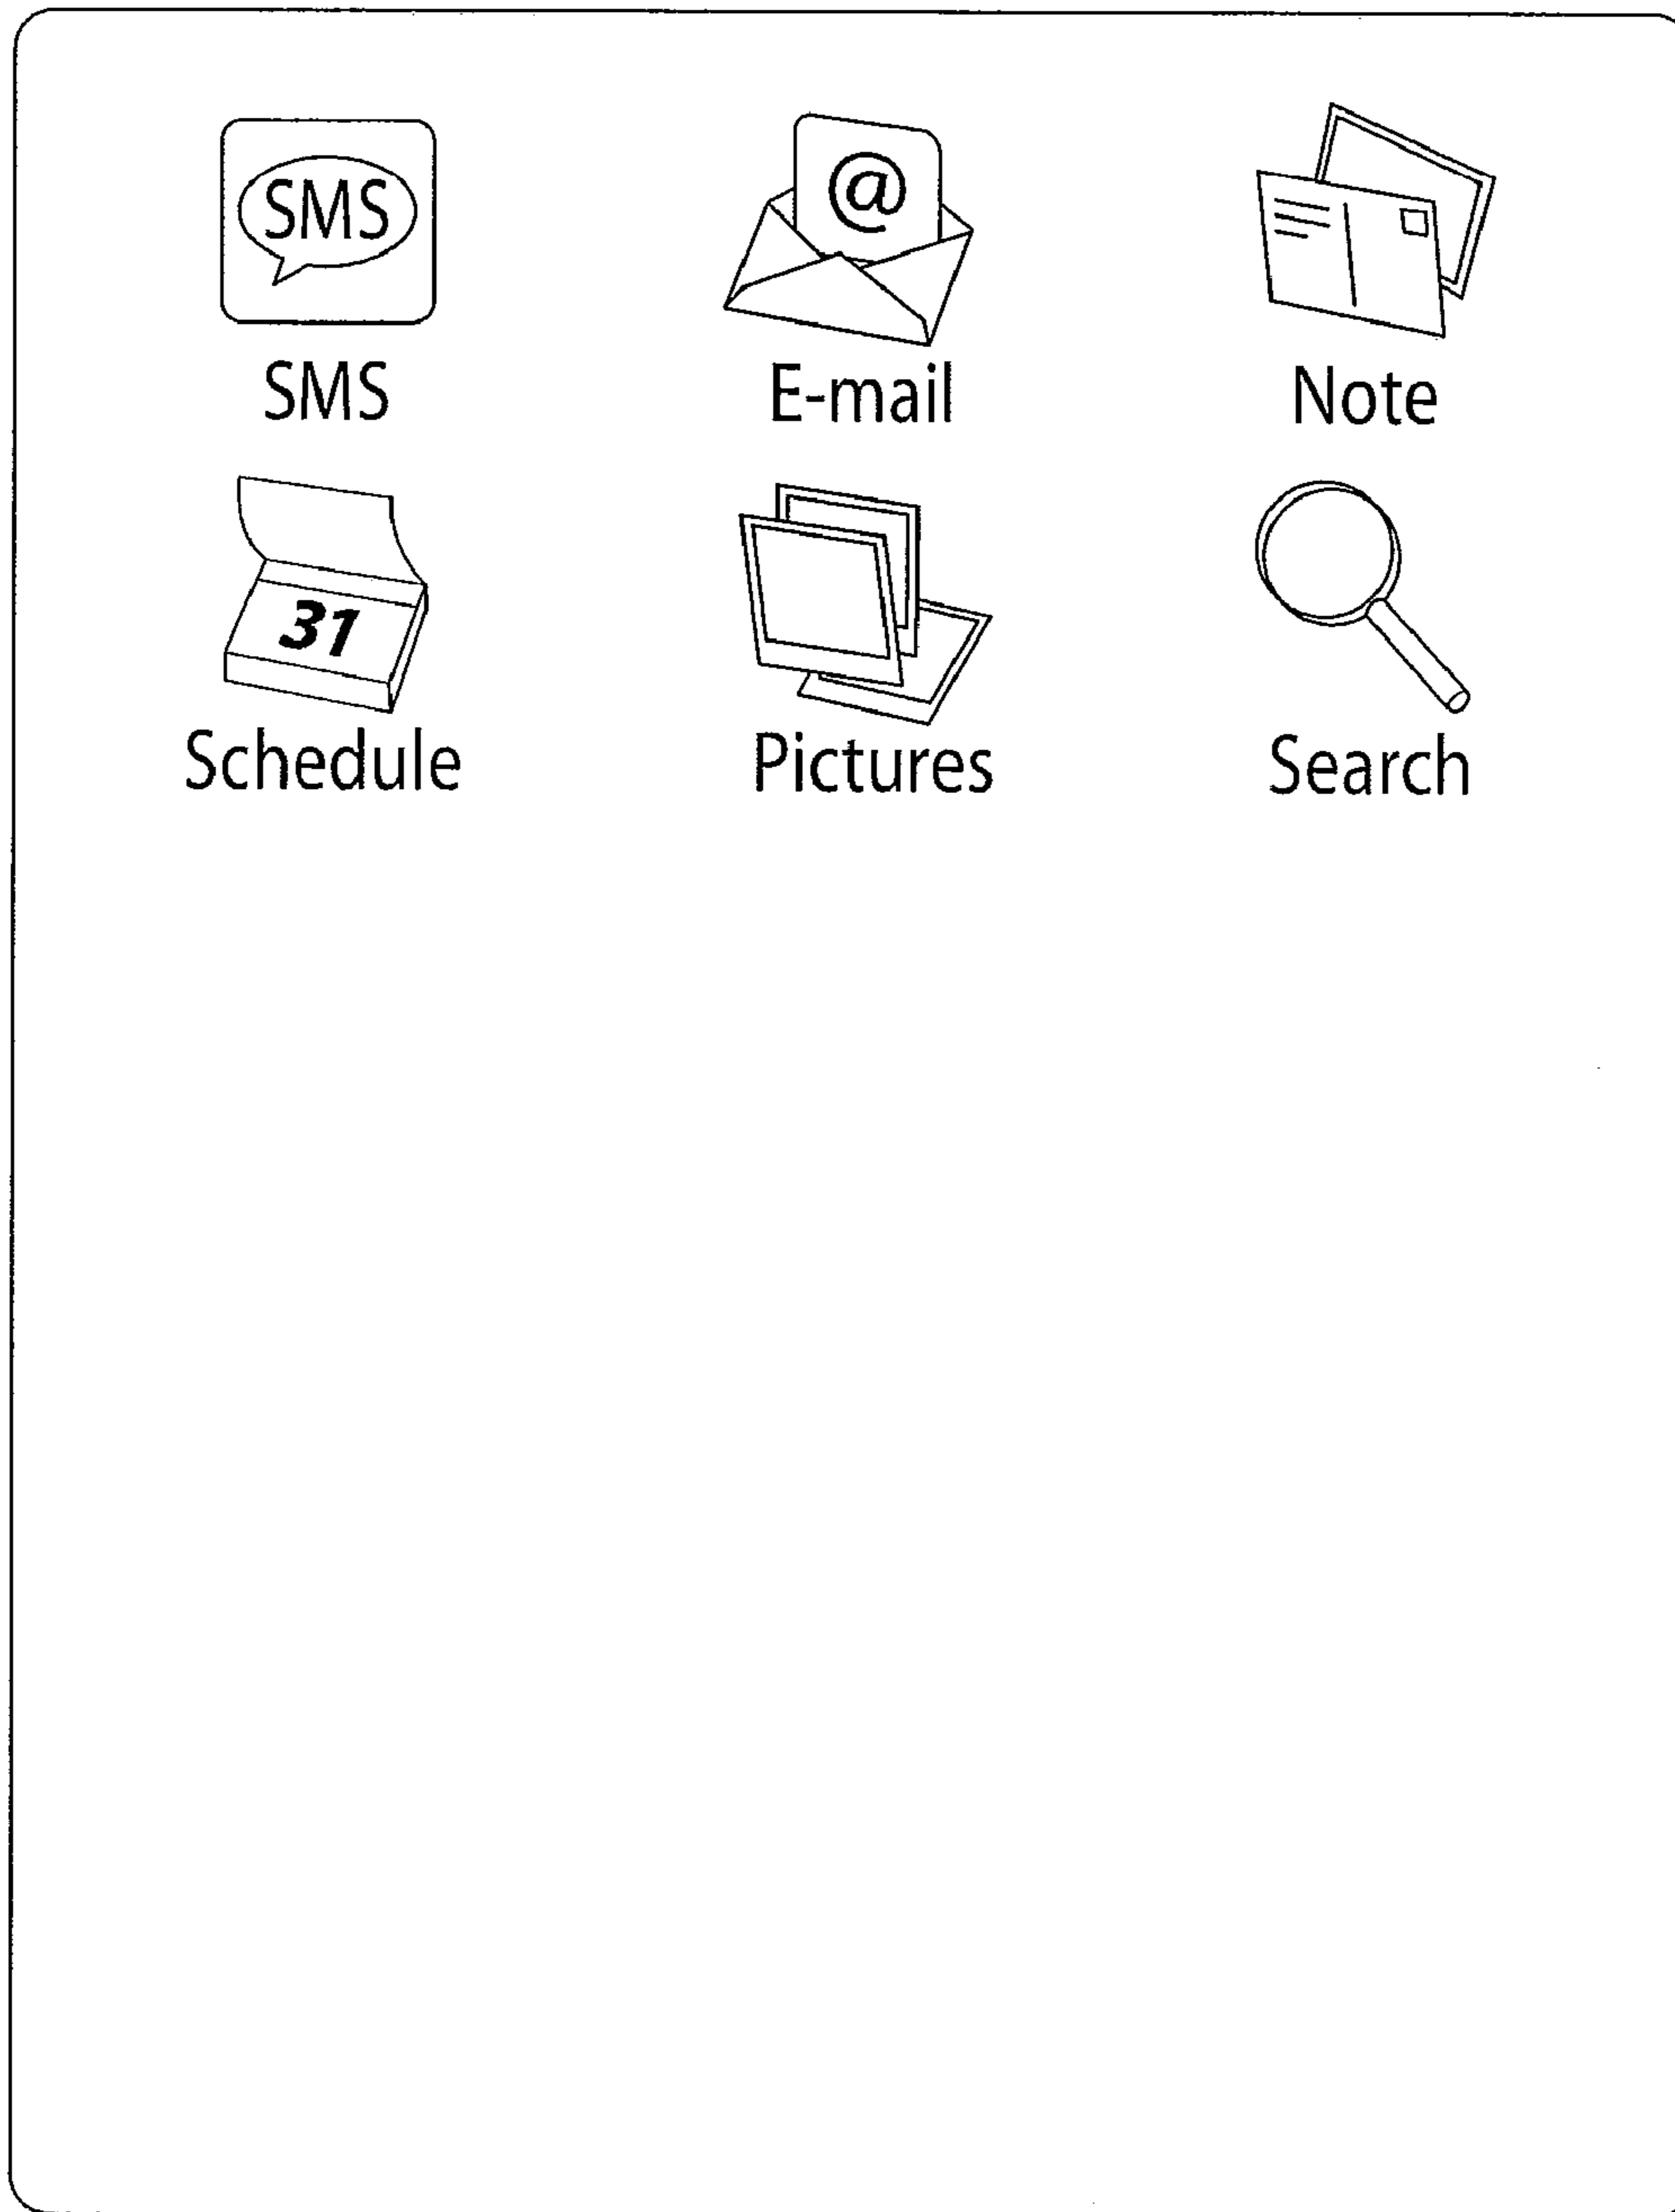 SMS
@
SMS
E-mail
Note
31
Schedule
Pictures
Search